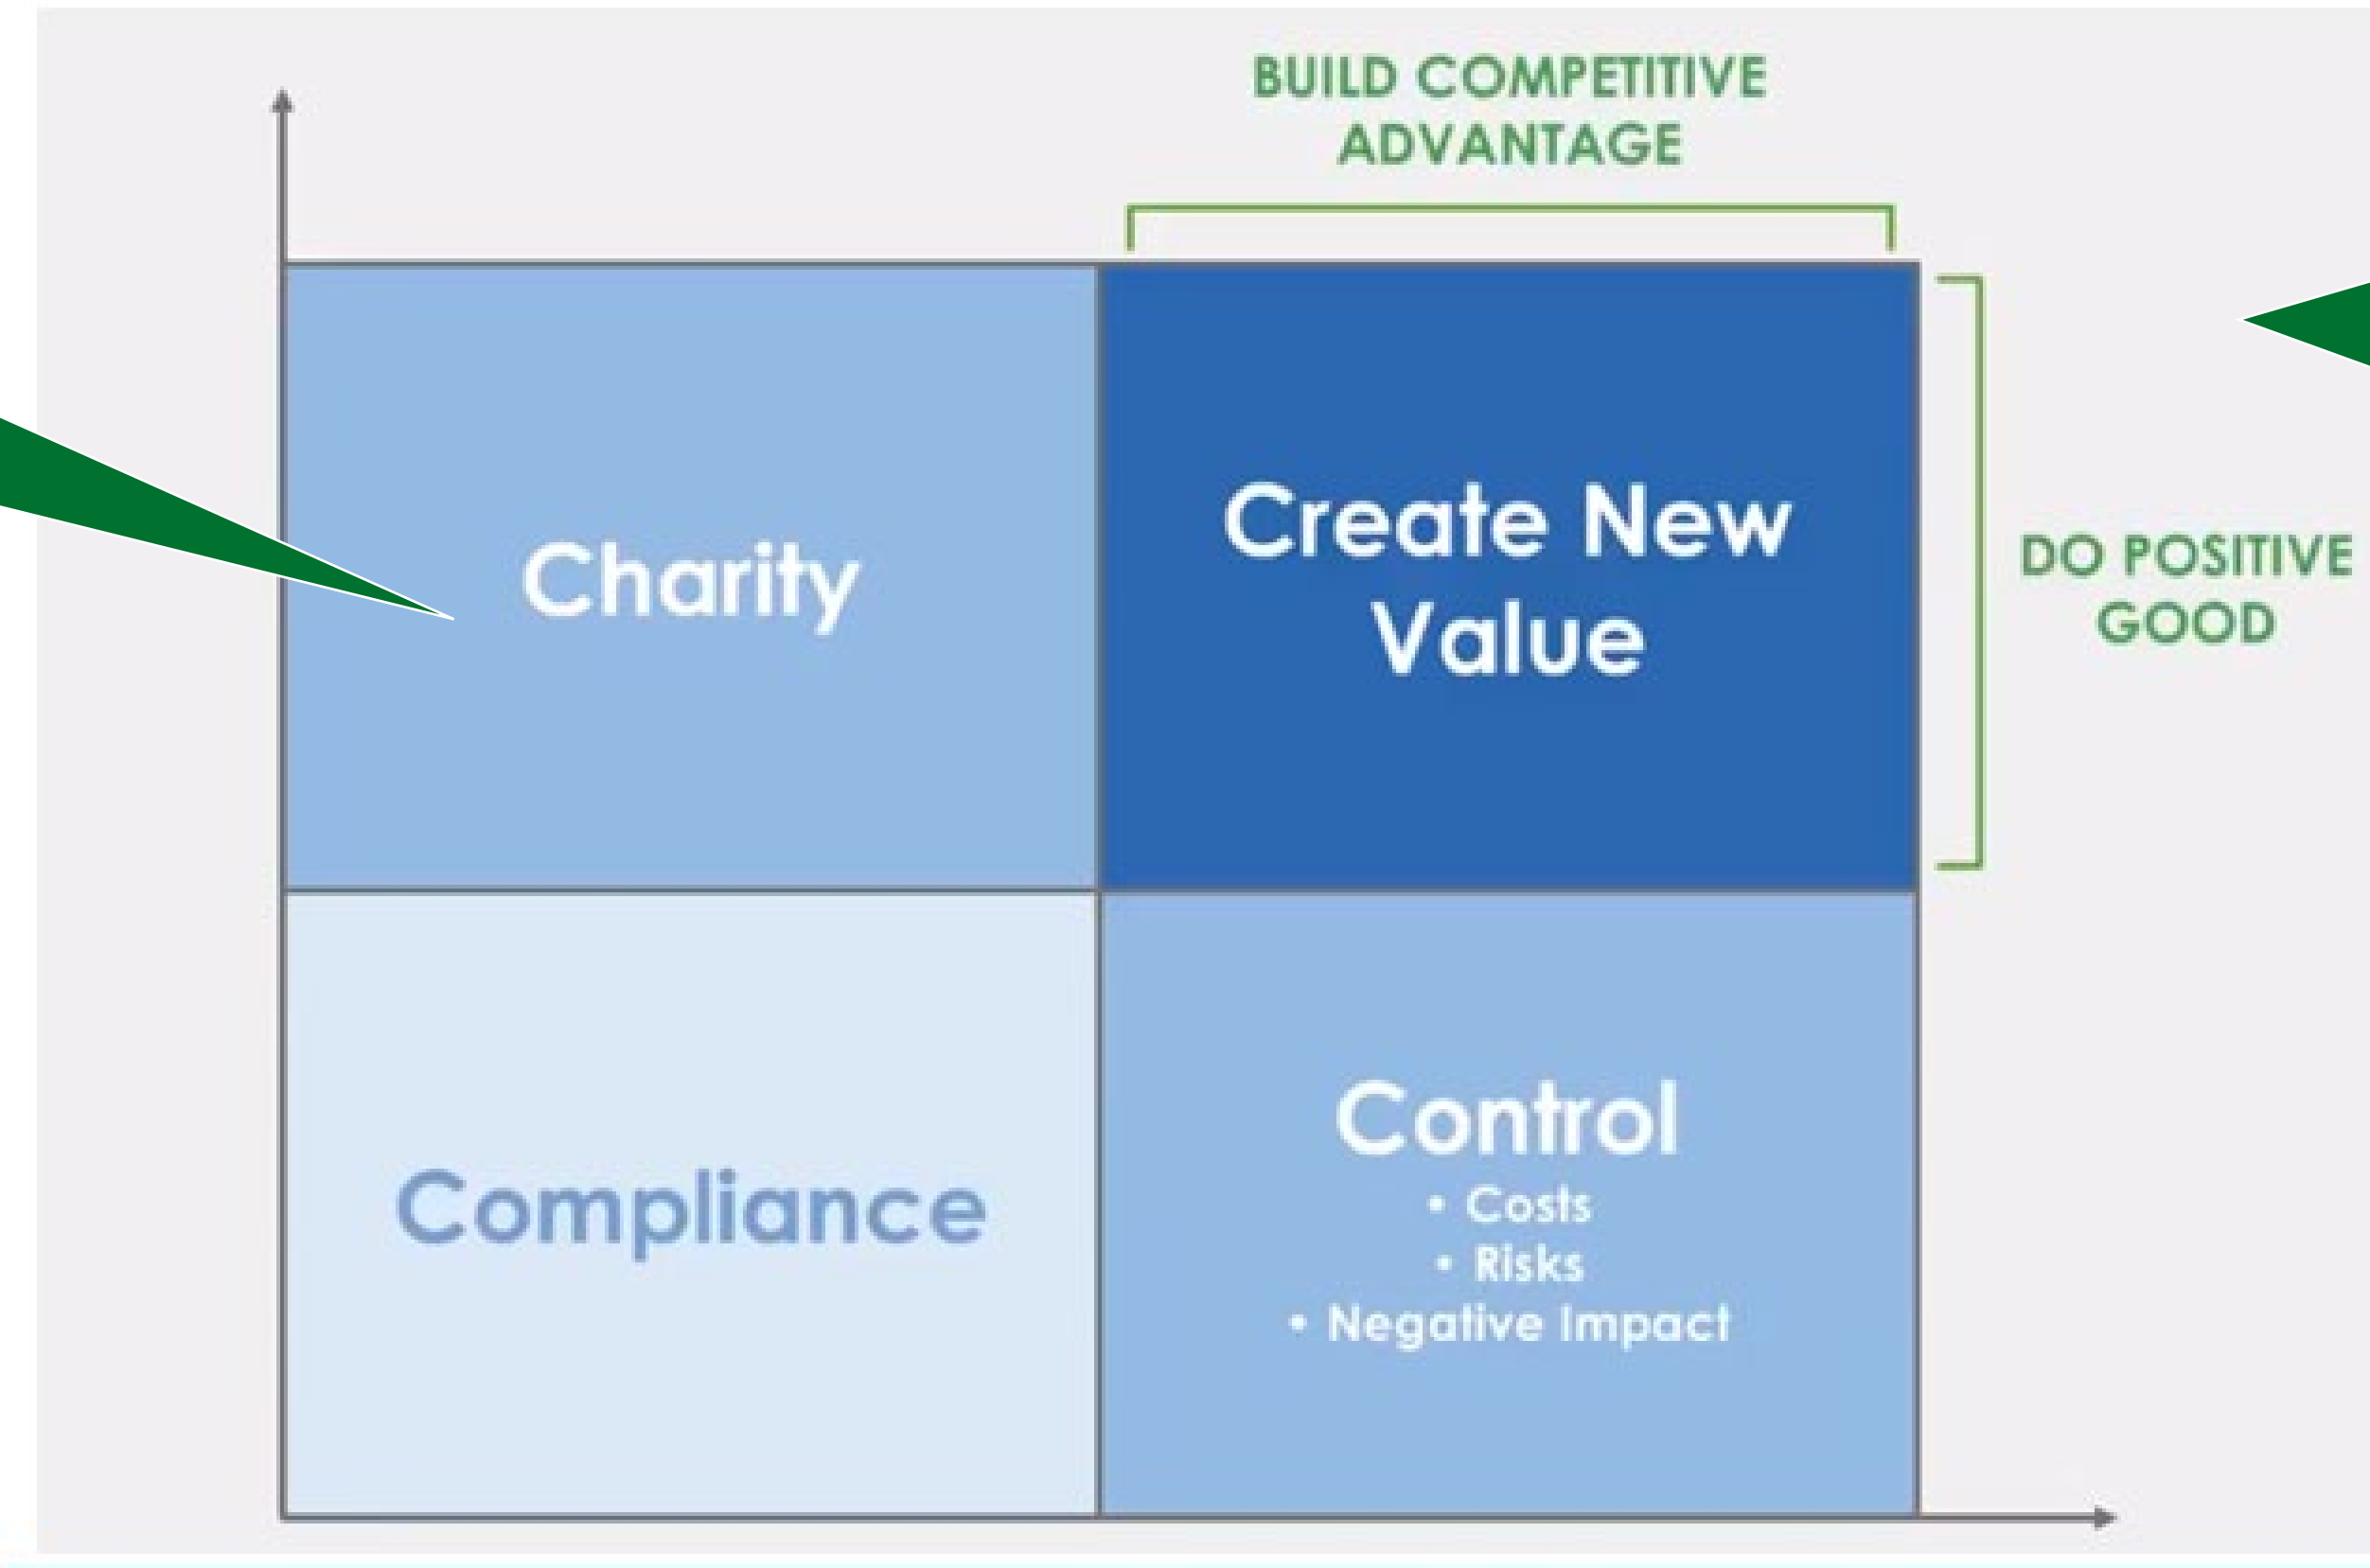 BUILD COMPETITIVE
ADVANTAGE
Charity
Create New
Value
DO POSITIVE
GOOD
Compliance
Control
• Costs
• Risks
• Negative Impact